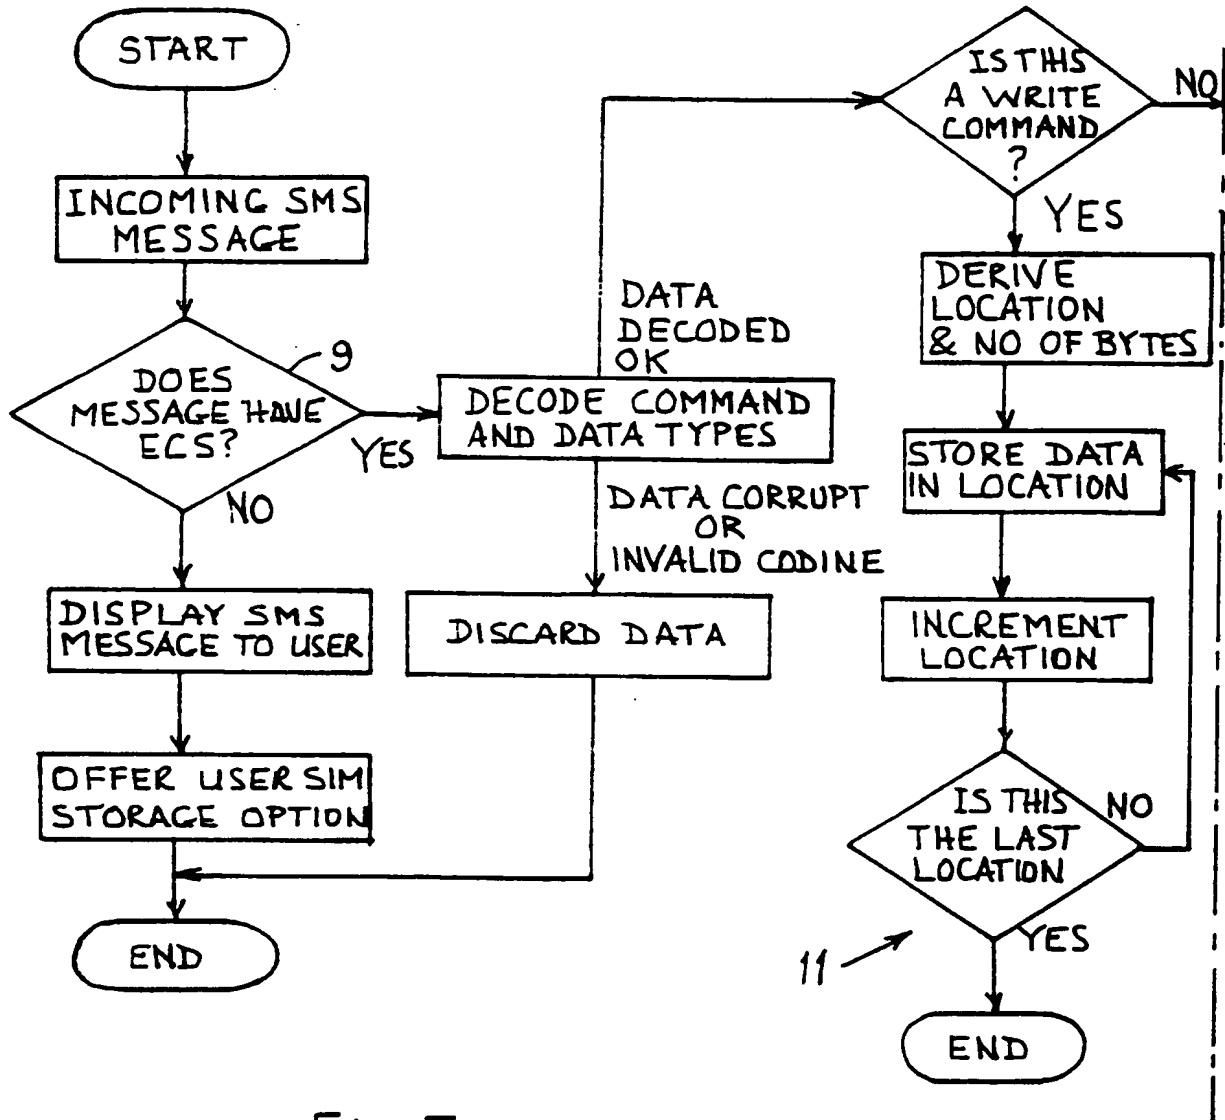 START
INCOMING SMS
MESSAGE
9
DOES
MESSAGE HAVE
ECS?
YES
NO
DISPLAY SMS
MESSAGE TO USER
OFFER USER SIM
STORAGE OPTION
END
DATA
DECODED
OK
DECODE COMMAND
AND DATA TYPES
DATA CORRUPT
OR
INVALID CODINE
DISCARD DATA
IS THIS
A WRITE
COMMAND
?
NO
YES
DERIVE
LOCATION
& NO OF BYTES
STORE DATA
IN LOCATION
INCREMENT
LOCATION
IS THIS
THE LAST
LOCATION
NO
YES
11
END